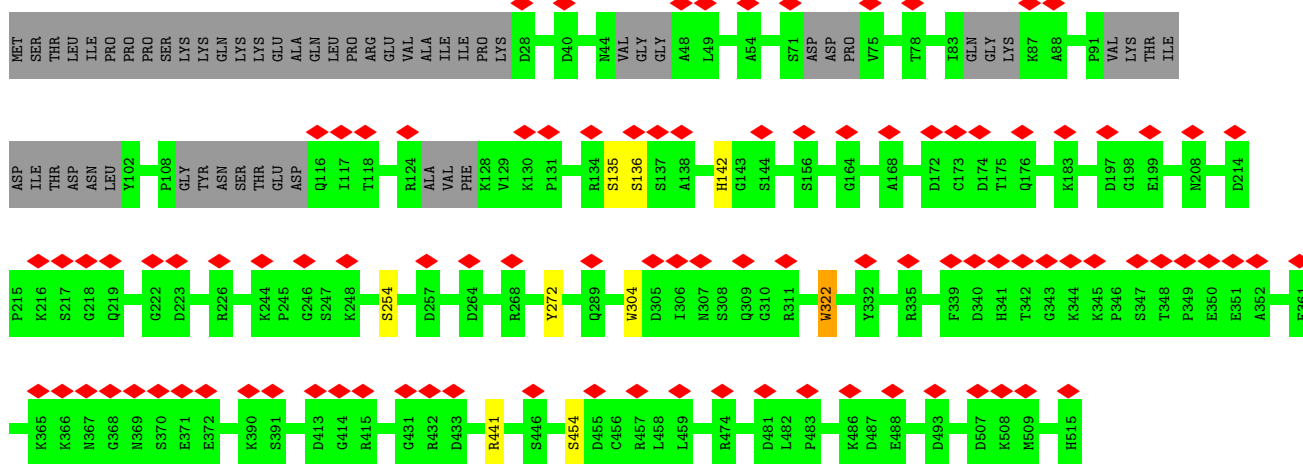 MET SER THR LEU ILE PRO PRO PRO SER LYS LYS GLN LYS LYS GLU ALA GLN LEU PRO ARG GLU VAL ALA ILE ILE PRO LYS D28 D40 N44 VAL GLY GLY A48 L49 A54 S71 ASP ASP PRO V75 T78 I83 GLN GLY LYS K87 A88 P91 VAL LYS THR ILE
ASP ILE THR ASP ASN LEU Y102 P108 GLY TYR ASN SER THR GLU ASP Q116 I117 T118 R124 ALA VAL PHE K128 V129 K130 P131 R134 S135 S136 S137 A138 H142 G143 S144 S156 G164 A168 D172 C173 D174 T175 Q176 K183 D197 G198 E199 N208 D214
P215 K216 S217 G218 Q219 G222 D223 R226 K244 P245 G246 S247 K248 S254 D257 D264 R268 Y272 Q289 W304 D305 I306 N307 S308 Q309 G310 R311 W322 Y332 R335 F339 D340 H341 T342 G343 K344 K345 P346 S347 T348 P349 E350 E351 A352 E361
K365 K366 N367 G368 N369 S370 E371 E372 K390 S391 D413 G414 R415 G431 R432 D433 R441 S446 S454 D455 C456 R457 L458 L459 R474 D481 L482 P483 K486 D487 E488 D493 D507 K508 M509 H515